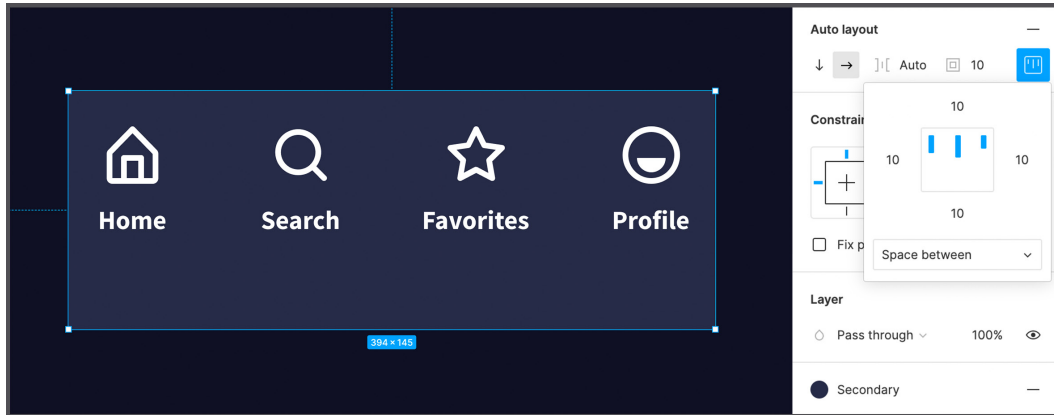 Auto layout
Auto 10
10
Constrain
10 10
10
Fix p
Space between
Home Search Favorites Profile
394 × 145
Layer
Pass through 100%
Secondary